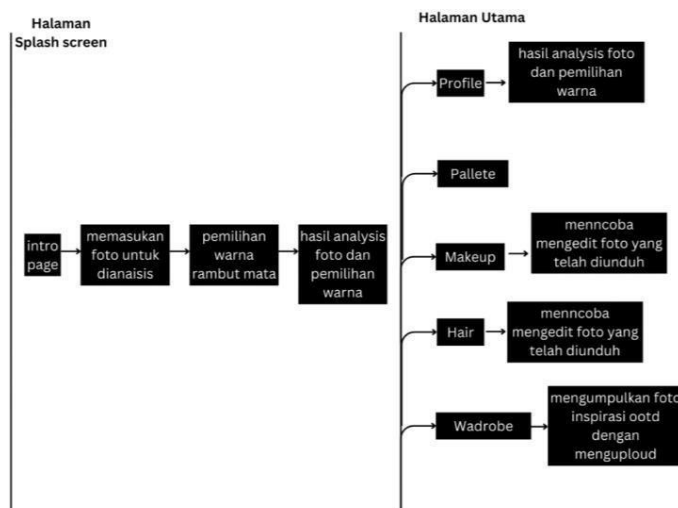 Halaman
Splash screen
intro
page
memasukan
foto untuk
dianaisis
pemilihan
warna
rambut mata
hasil analysis
foto dan
pemilihan
warna
Halaman Utama
Profile
hasil analysis foto
dan pemilihan
warna
Pallete
Makeup
menncoba
mengedit foto yang
telah diunduh
Hair
menncoba
mengedit foto yang
telah diunduh
Wadrobe
mengumpulkan foto
inspirasi ootd
dengan
menguploud